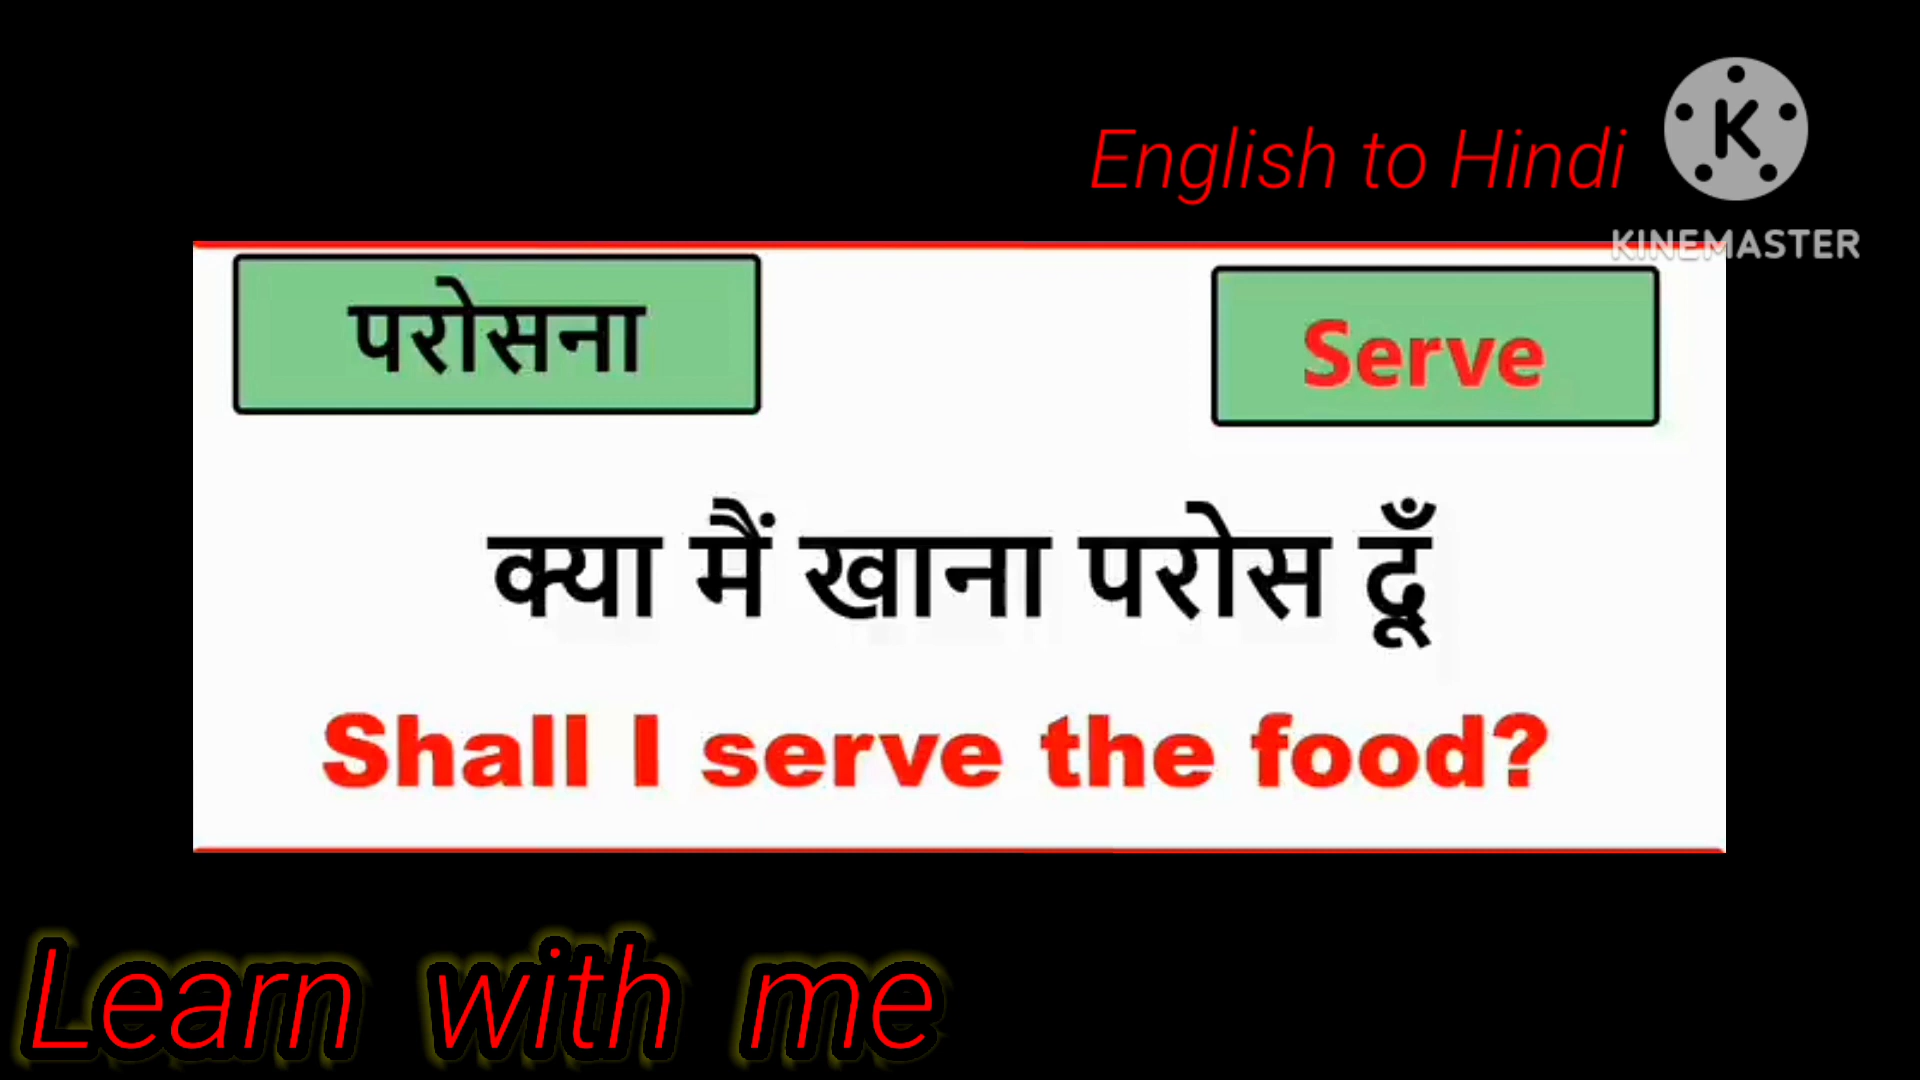 English to Hindi
K
KINEMASTER
परोसना
Serve
क्या मैं खाना परोस दूँ
Shall I serve the food?
Learn with me